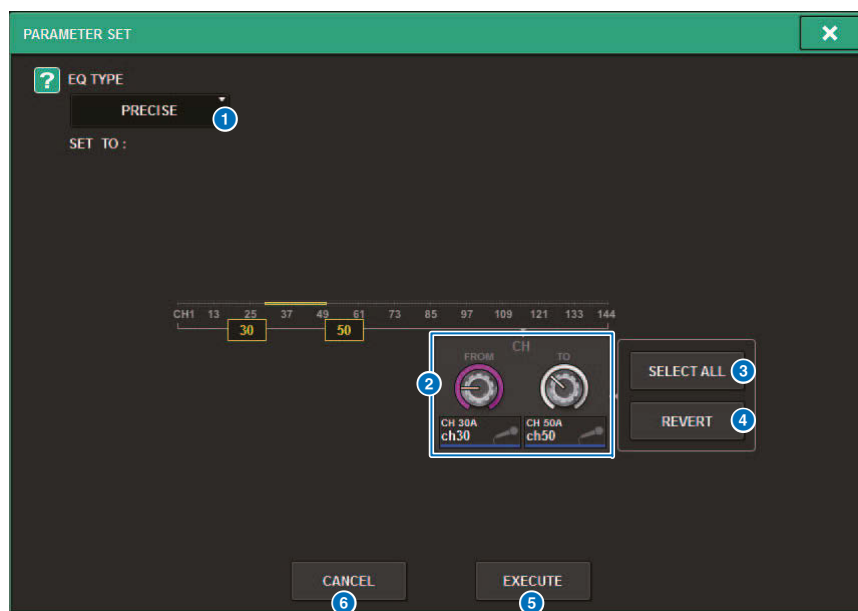 PARAMETER SET
?
EQ TYPE
PRECISE
1
SET TO :
CH1 13 25 37 49 61 73 85 97 109 121 133 144
30 50
CH
FROM TO
2
CH 30A
ch30
CH 50A
ch50
SELECT ALL 3
REVERT 4
CANCEL
6
EXECUTE
5